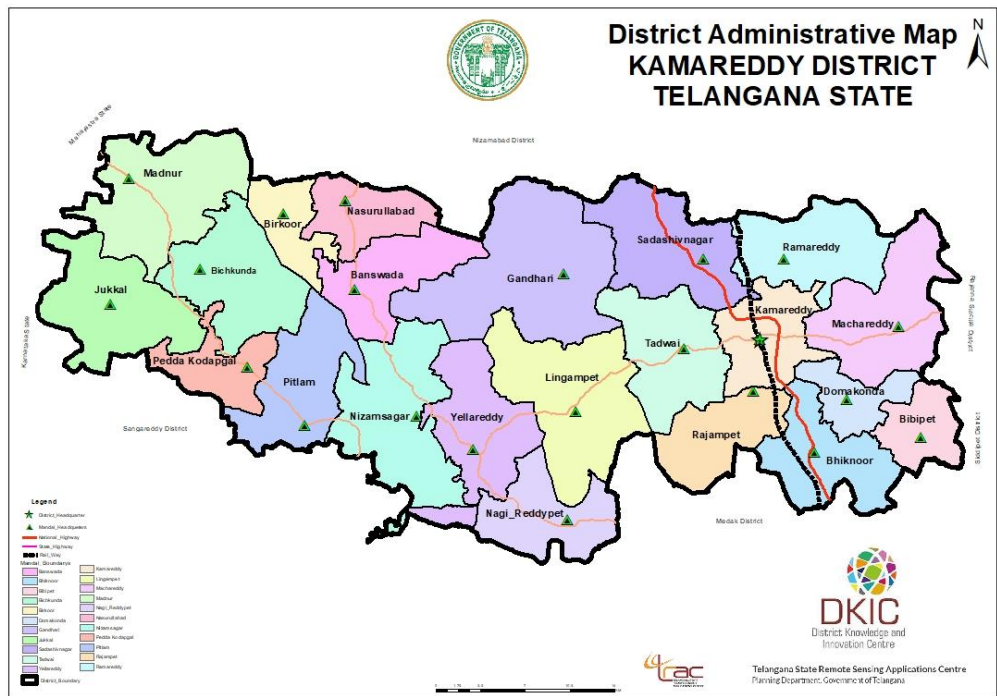 District Administrative Map
KAMAREDDY DISTRICT
TELANGANA STATE
N
GOVERNMENT OF TELANGANA
Nizamabad District
Madnur
Nasurullabad
Birkoor
Sadashivnagar
Ramareddy
Bichkunda
Banswada
Gandhari
Jukkal
Kamareddy
Machareddy
Karnataka State
Tadwai
Pedda Kodapgal
Pitlam
Lingampet
Domakonda
Nizamsagar
Yellareddy
Bibipet
Sangareddy District
Rajampet
Siddipet District
Bhiknoor
Nagi_Reddypet
Medak District
Legend
District_Headquarter
Mandal_Headquarters
National_Highway
State_Highway
Rail_Way
Mandal_Boundarys
Banswada
Bhiknoor
Bibipet
Bichkunda
Birkoor
Domakonda
Gandhari
Jukkal
Sadashivnagar
Tadwai
Yellareddy
District_Boundary
Kamareddy
Lingampet
Machareddy
Madnur
Nagi_Reddypet
Nasurullabad
Nizamsagar
Pedda Kodapgal
Pitlam
Rajampet
Ramareddy
DKIC
District Knowledge and
Innovation Centre
trac
Telangana State Remote Sensing Applications Centre
Planning Department, Government of Telangana